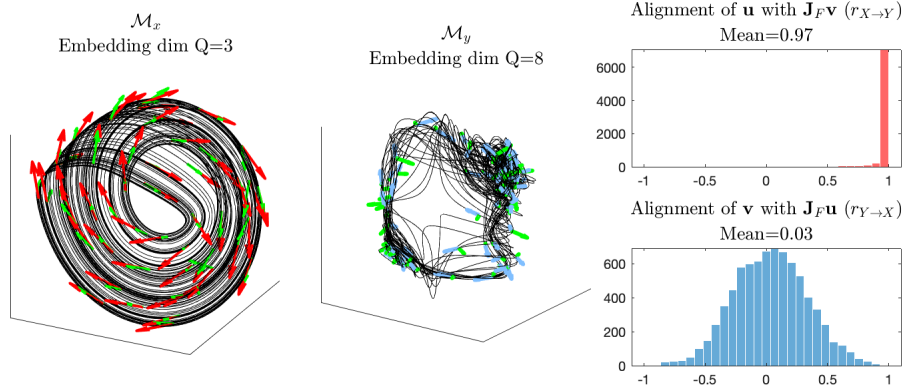 𝓜ₓ
Embedding dim Q=3
𝓜ᵧ
Embedding dim Q=8
Alignment of u with J_F v (r_{X→Y})
Mean=0.97
6000
4000
2000
0
-1 -0.5 0 0.5 1
Alignment of v with J_F u (r_{Y→X})
Mean=0.03
600
400
200
0
-1 -0.5 0 0.5 1